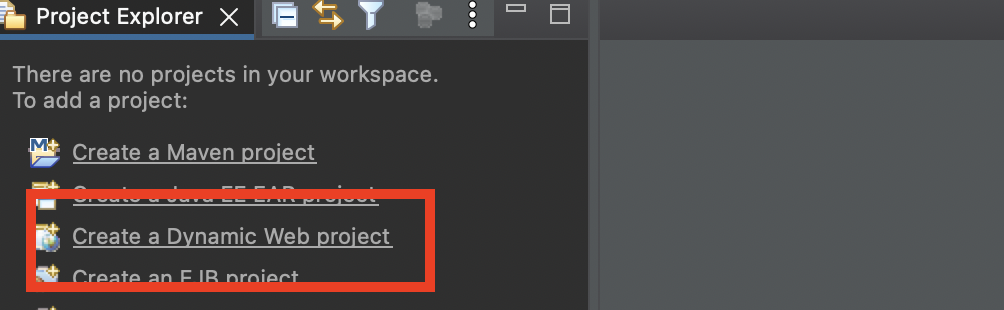 Project Explorer
There are no projects in your workspace.
To add a project:
Create a Maven project
Create a Java EE EAR project
Create a Dynamic Web project
Create an EJB project